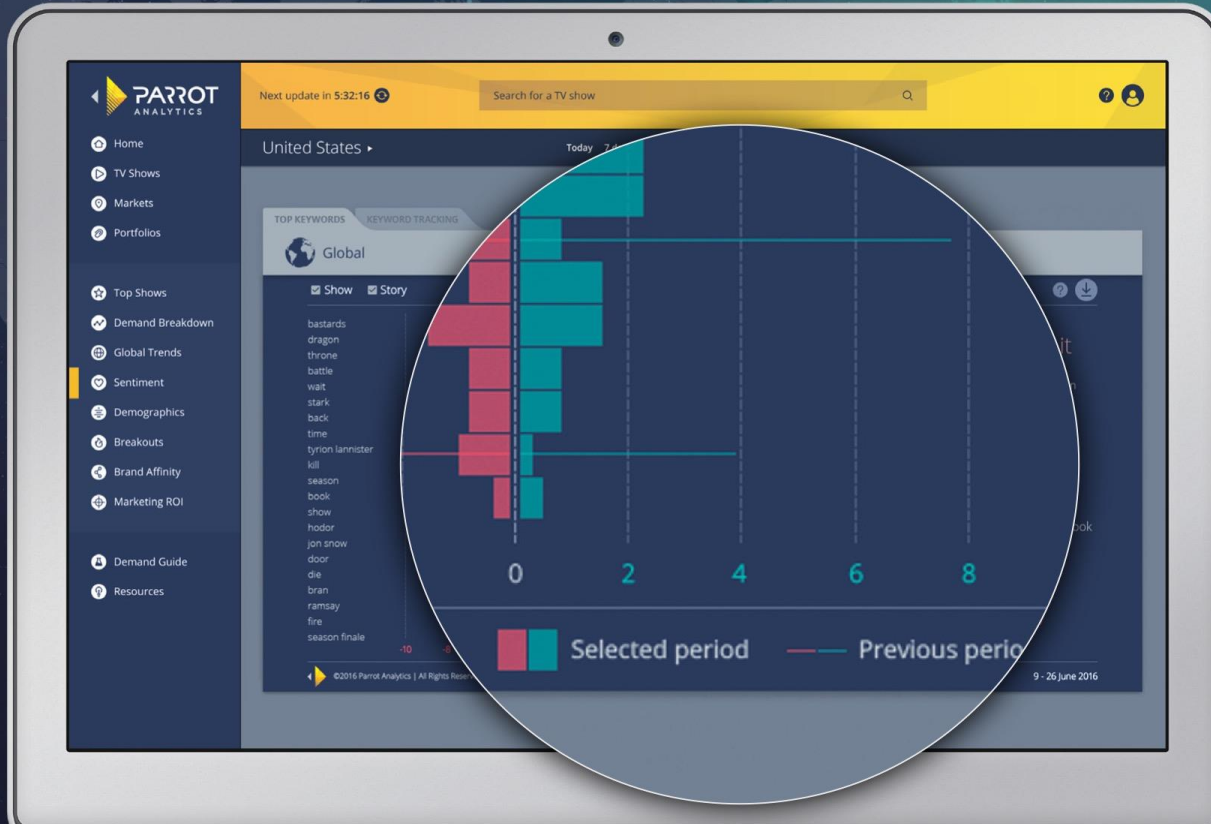 PARROT
ANALYTICS
Home
TV Shows
Markets
Portfolios
Top Shows
Demand Breakdown
Global Trends
Sentiment
Demographics
Breakouts
Brand Affinity
Marketing ROI
Demand Guide
Resources
Next update in 5:32:16
Search for a TV show
?
United States
Today 7
TOP KEYWORDS KEYWORD TRACKING
Global
Show Story
?
bastards
dragon
throne
battle
wait
stark
back
time
tyrion lannister
kill
season
book
show
hodor
jon snow
door
die
bran
ramsay
fire
season finale
-10
it
ook
0 2 4 6 8
Selected period Previous perio
©2016 Parrot Analytics | All Rights Reser
9 - 26 June 2016